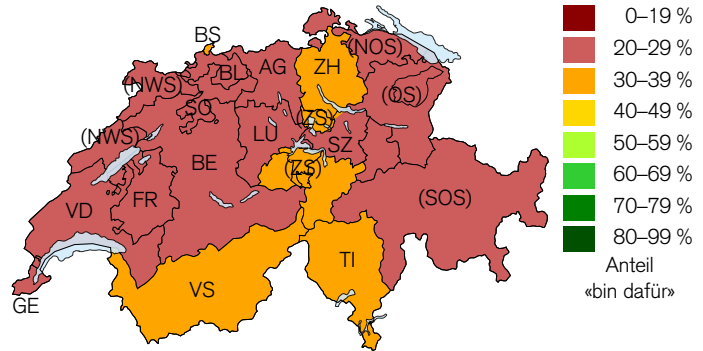 BS
(NOS)
AG
ZH
BL
(NWS)
(OS)
SO
(ZS)
(NWS)
LU
SZ
BE
(ZS)
FR
(SOS)
VD
TI
VS
GE
0–19 %
20–29 %
30–39 %
40–49 %
50–59 %
60–69 %
70–79 %
80–99 %
Anteil
«bin dafür»